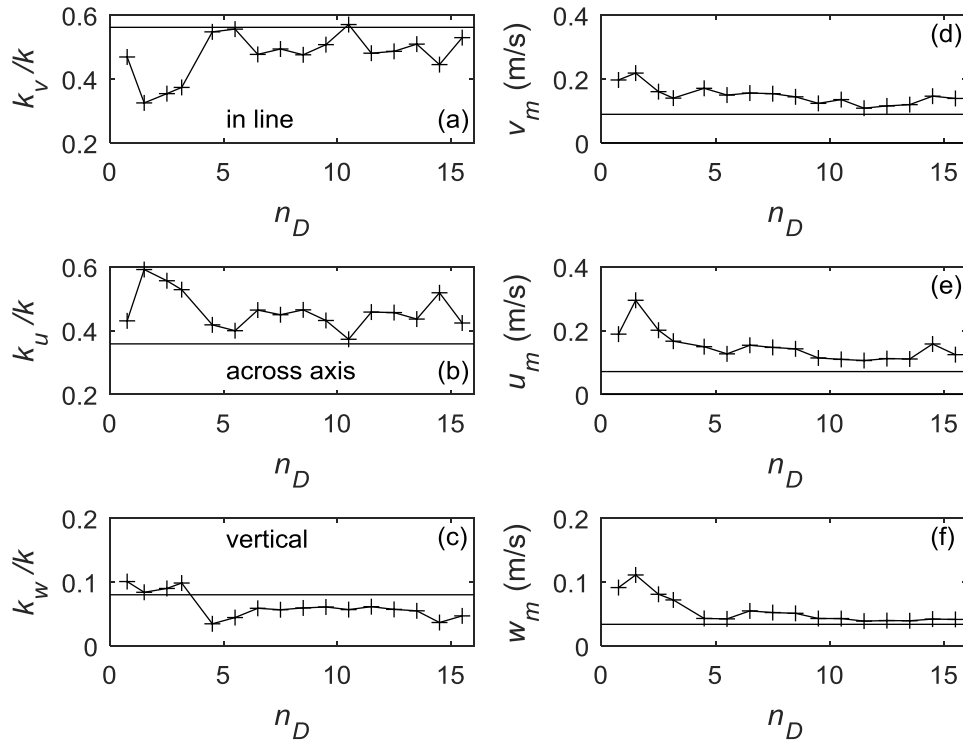 0.6
0.4
0.2
k_v/k
in line
(a)
0 5 10 15
n_D
0.4
0.2
0
v_m (m/s)
(d)
0 5 10 15
n_D
0.6
0.4
0.2
k_u/k
across axis
(b)
0 5 10 15
n_D
0.4
0.2
0
u_m (m/s)
(e)
0 5 10 15
n_D
0.2
0.1
0
k_w/k
vertical
(c)
0 5 10 15
n_D
0.2
0.1
0
w_m (m/s)
(f)
0 5 10 15
n_D